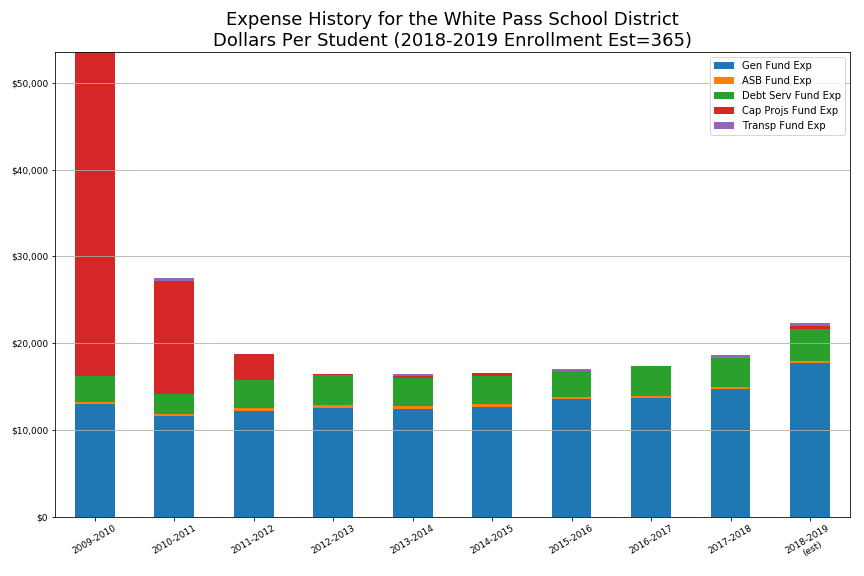 Expense History for the White Pass School District
Dollars Per Student (2018-2019 Enrollment Est=365)
Gen Fund Exp
ASB Fund Exp
Debt Serv Fund Exp
Cap Projs Fund Exp
Transp Fund Exp
$50,000
$40,000
$30,000
$20,000
$10,000
$0
2009-2010
2010-2011
2011-2012
2012-2013
2013-2014
2014-2015
2015-2016
2016-2017
2017-2018
2018-2019
(est)